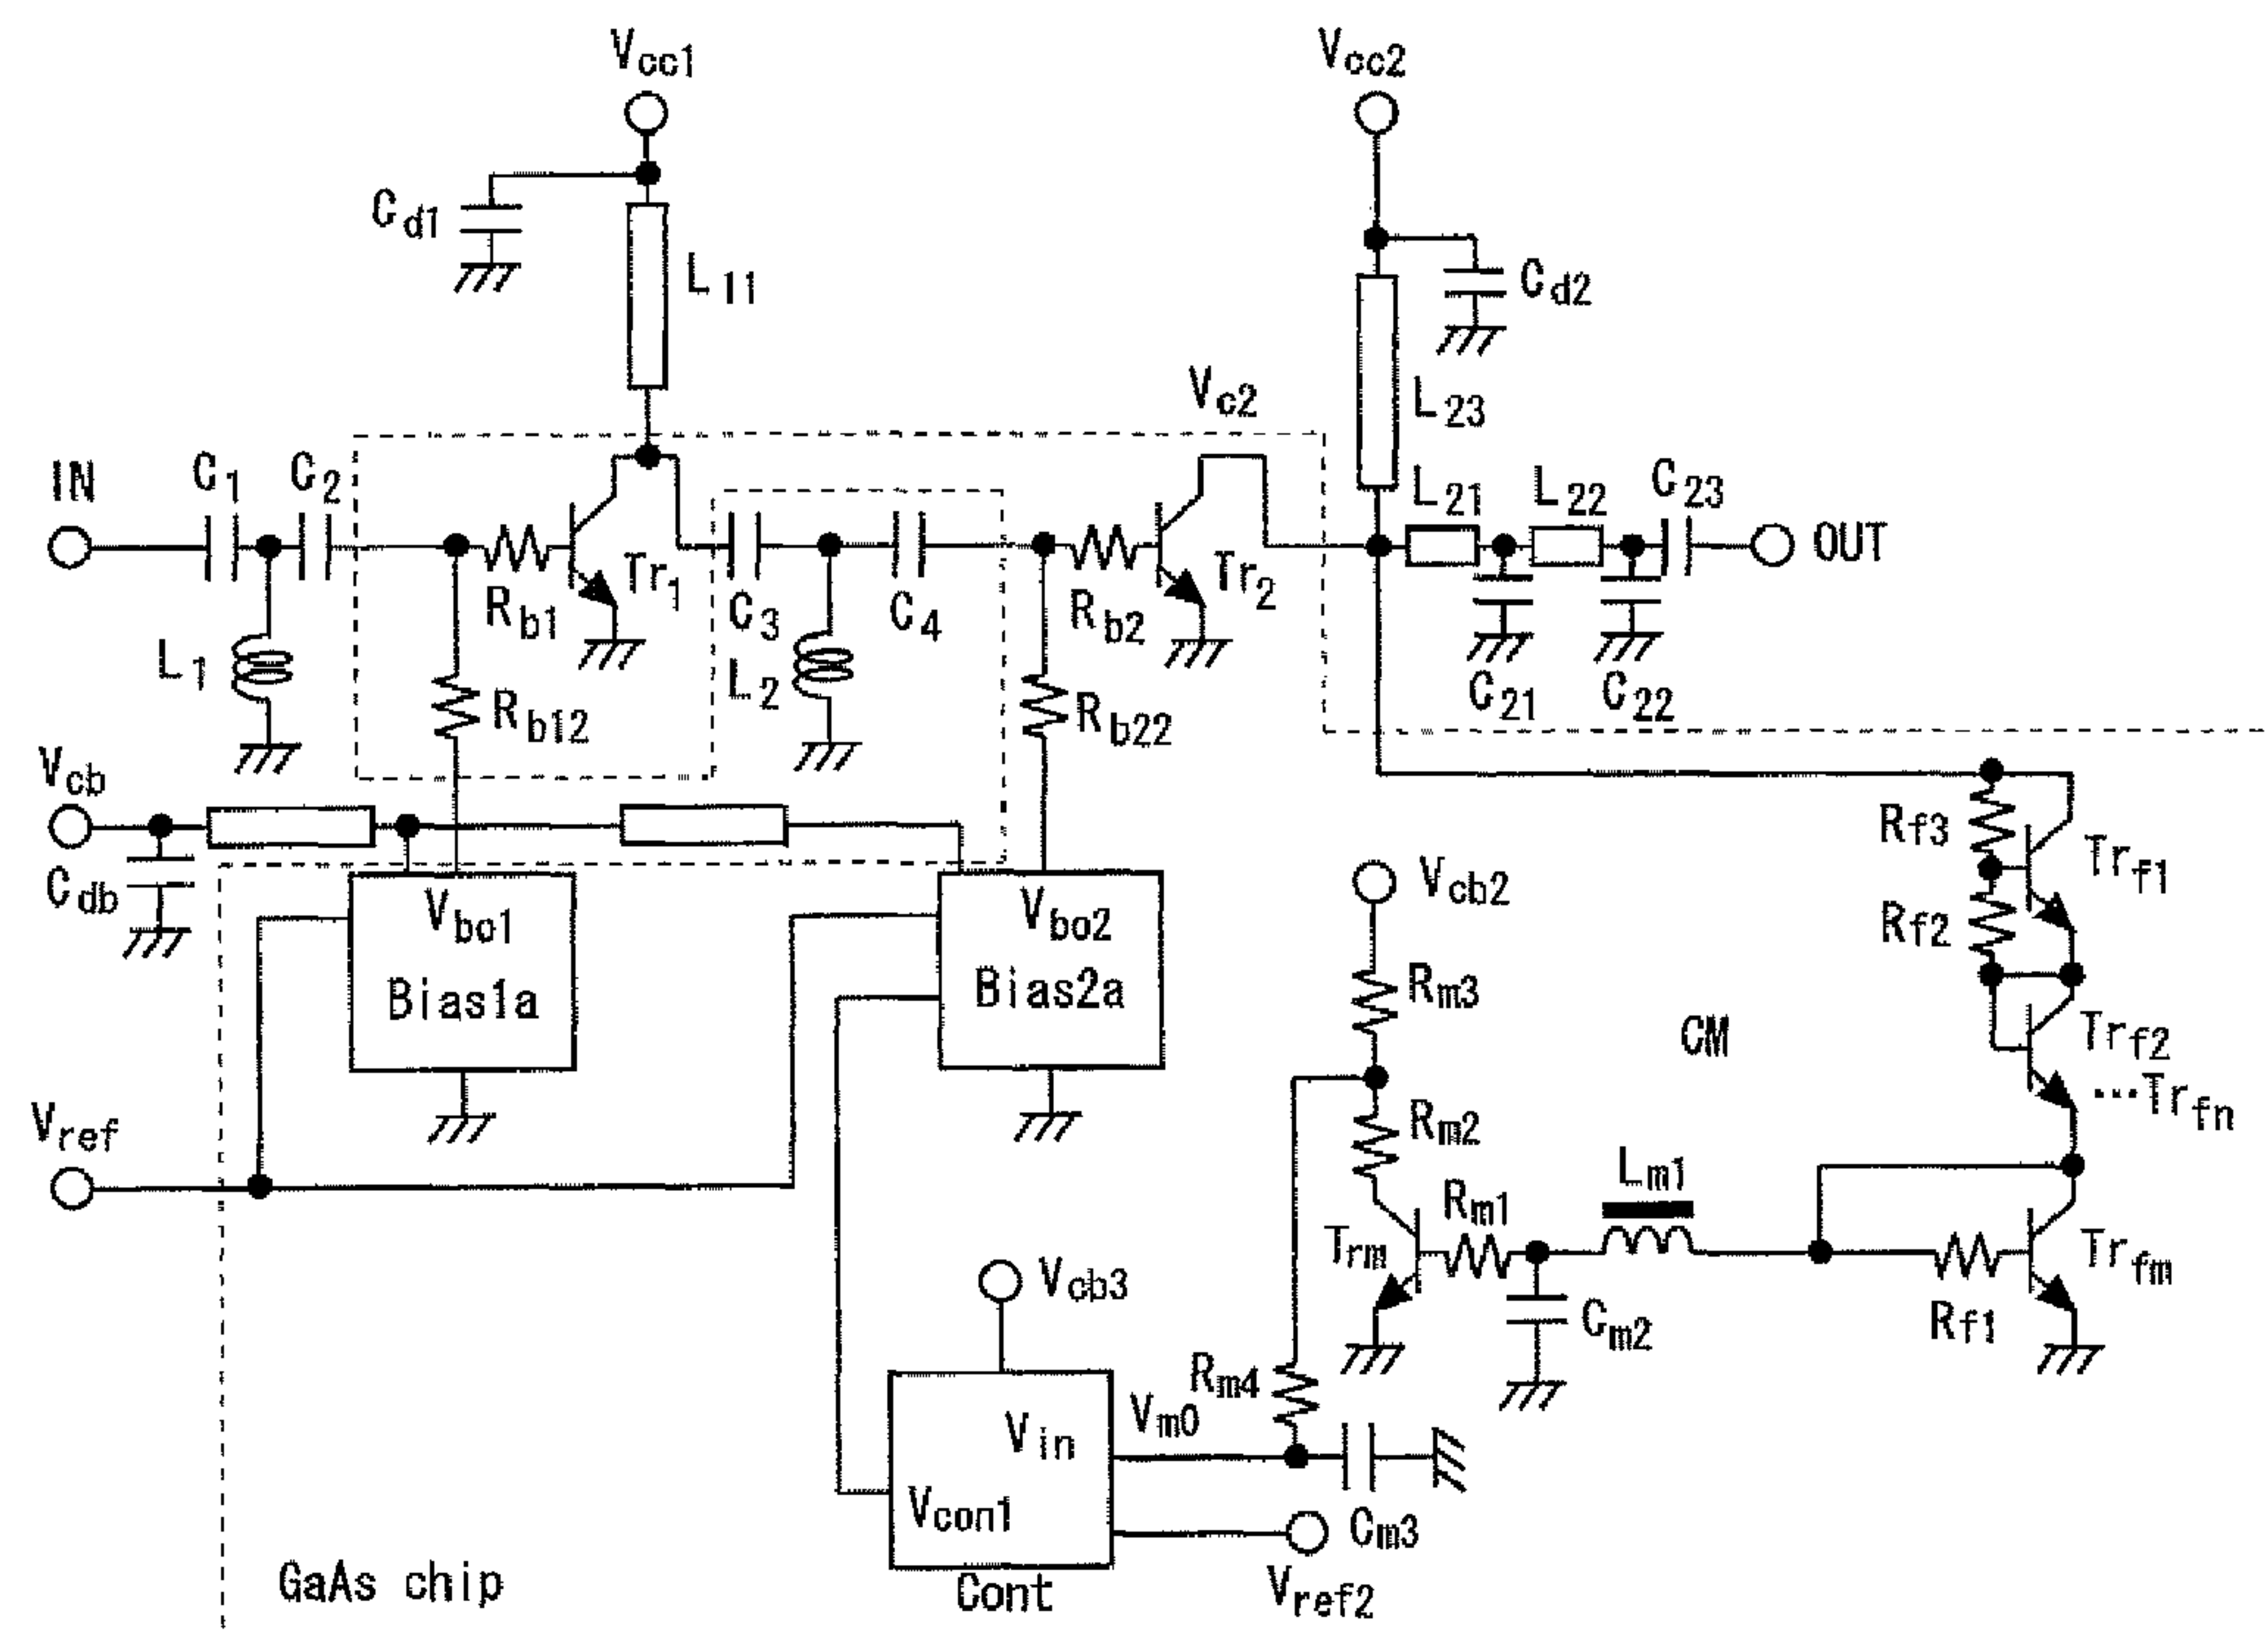 Vcc1
Vcc2
Cd1
L11
Cd2
Vc2
L23
IN
C1
C2
L21
L22
C23
OUT
Tr1
Rb1
C3
C4
Rb2
Tr2
L1
Rb12
L2
Rb22
C21
C22
Vcb
Rf3
Trf1
Vcb2
Cdb
Vbo1
Vbo2
Rf2
Bias1a
Bias2a
Rm3
CM
Trf2
...Trfn
Vref
Rm2
Lm1
Rm1
Trm
Trfm
Vcb3
Cm2
Rf1
Rm4
Vm0
Vin
Vcon1
Cm3
GaAs chip
Cont
Vref2